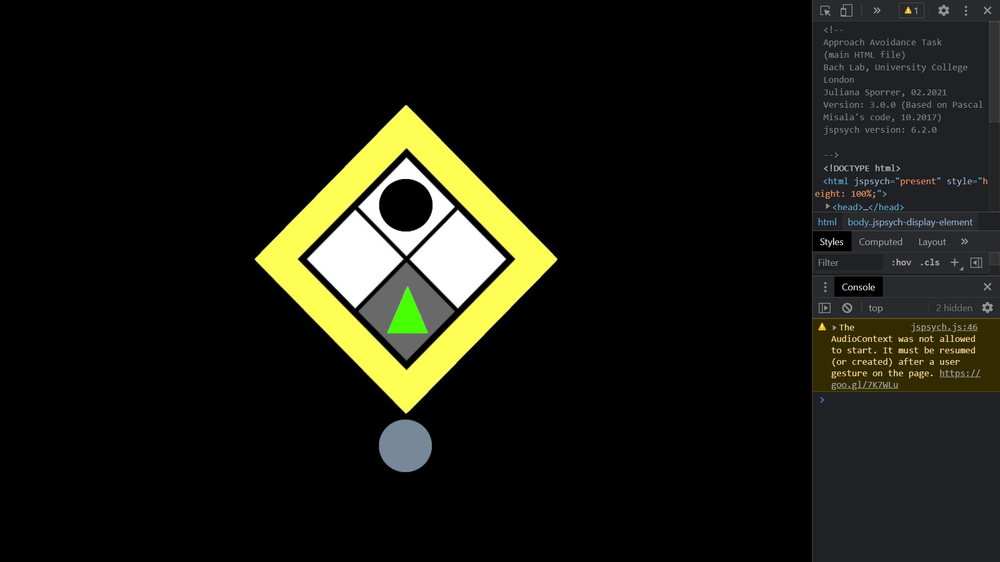 1
<!--
Approach Avoidance Task
(main HTML file)
Bach Lab, University College
London
Juliana Sporrer, 02.2021
Version: 3.0.0 (Based on Pascal
Misala's code, 10.2017)
jspsych version: 6.2.0
-->
<!DOCTYPE html>
<html jspsych="present" style="h
eight: 100%;">
<head>…</head>
html body..jspsych-display-element
Styles Computed Layout
Filter :hov .cls
Console
top 2 hidden
The jspsych.js:46
AudioContext was not allowed
to start. It must be resumed
(or created) after a user
gesture on the page. https://
goo.gl/7K7WLu